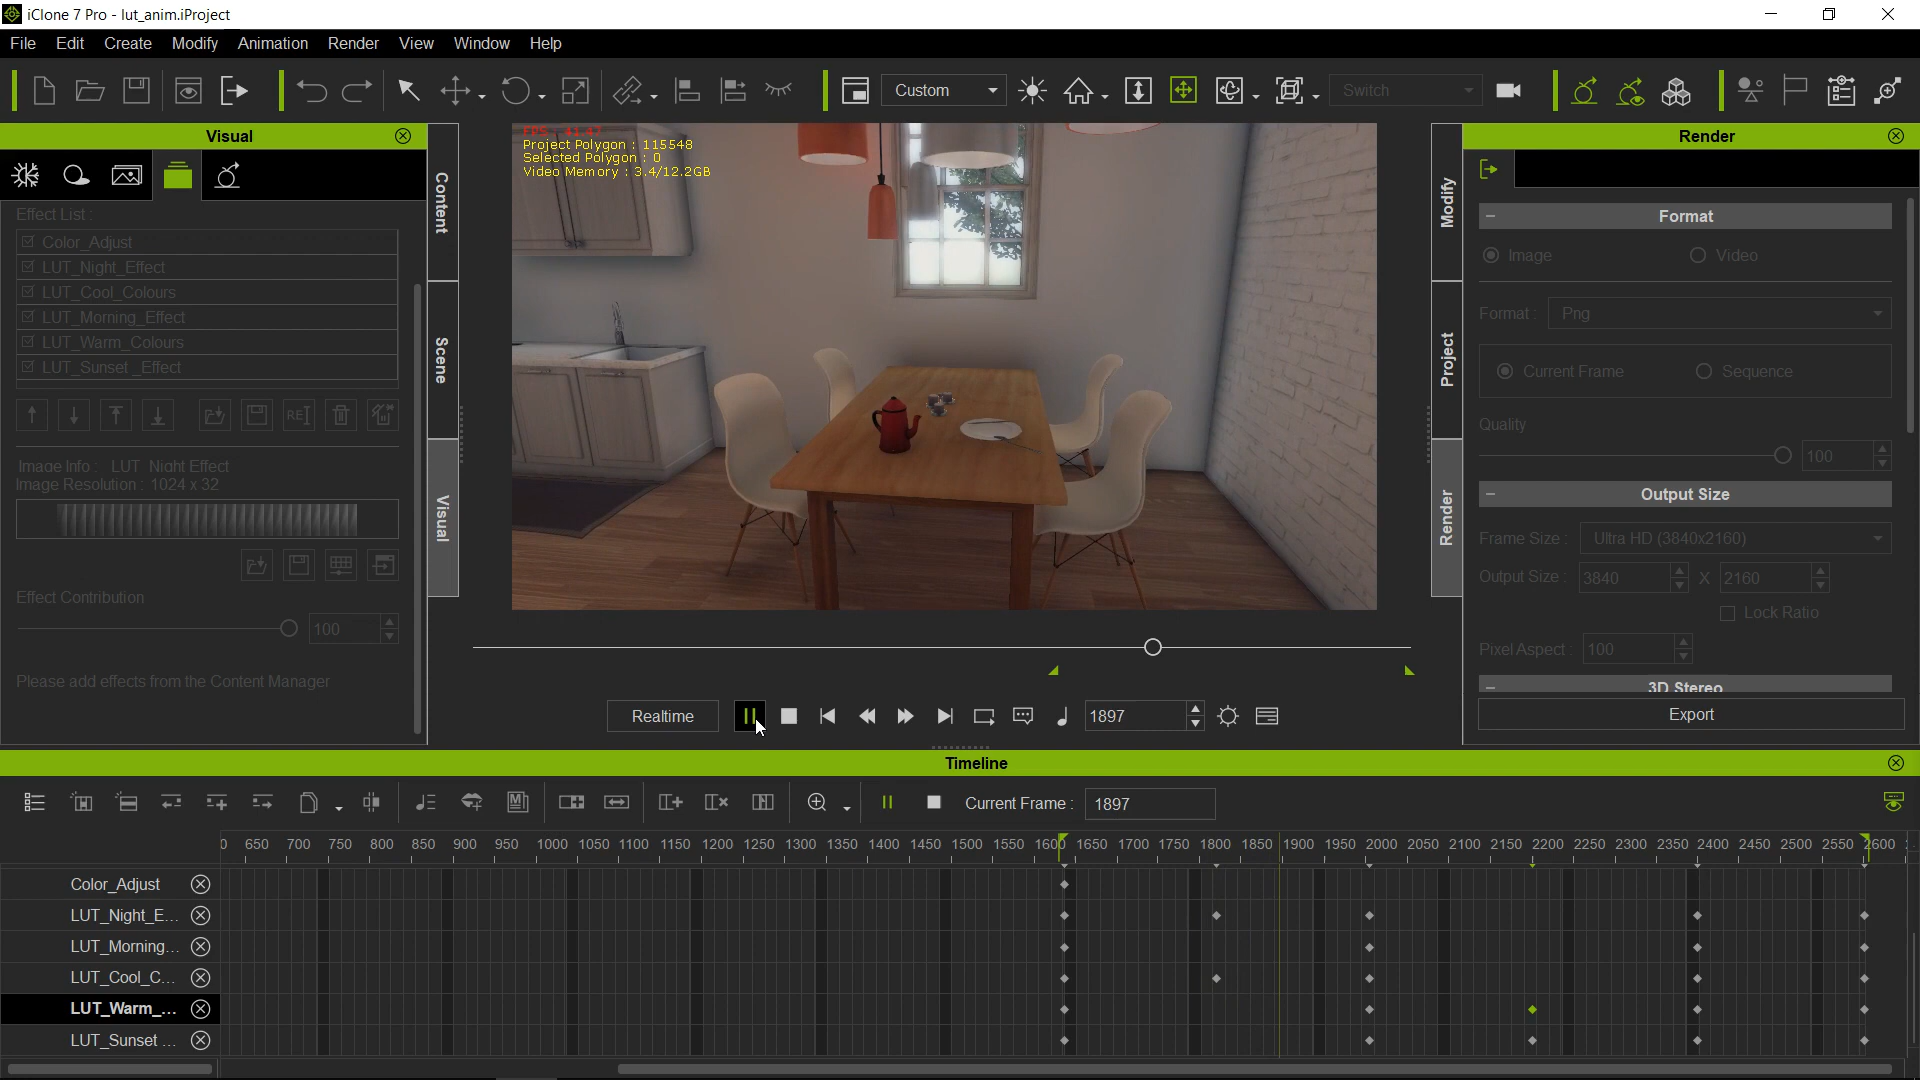 iClone 7 Pro - lut_anim.iProject
File Edit Create Modify Animation Render View Window Help
Custom
Switch
Visual
Effect List :
Color_Adjust
LUT_Night_Effect
LUT_Cool_Colours
LUT_Morning_Effect
LUT_Warm_Colours
LUT_Sunset _Effect
REI
Image Info : LUT Night Effect
Image Resolution : 1024 x 32
Effect Contribution
100
Please add effects from the Content Manager
Content
Scene
Visual
FPS : 41.47
Project Polygon : 115548
Selected Polygon : 0
Video Memory : 3.4/12.2GB
Realtime
1897
Modify
Project
Render
Render
Format
Image Video
Format : Png
Current Frame Sequence
Quality
100
Output Size
Frame Size : Ultra HD (3840x2160)
Output Size : 3840 X 2160
Lock Ratio
Pixel Aspect : 100
3D Stereo
Export
Timeline
Current Frame : 1897
0 650 700 750 800 850 900 950 1000 1050 1100 1150 1200 1250 1300 1350 1400 1450 1500 1550 1600 1650 1700 1750 1800 1850 1900 1950 2000 2050 2100 2150 2200 2250 2300 2350 2400 2450 2500 2550 2600
Color_Adjust
LUT_Night_E...
LUT_Morning...
LUT_Cool_C...
LUT_Warm_...
LUT_Sunset ...